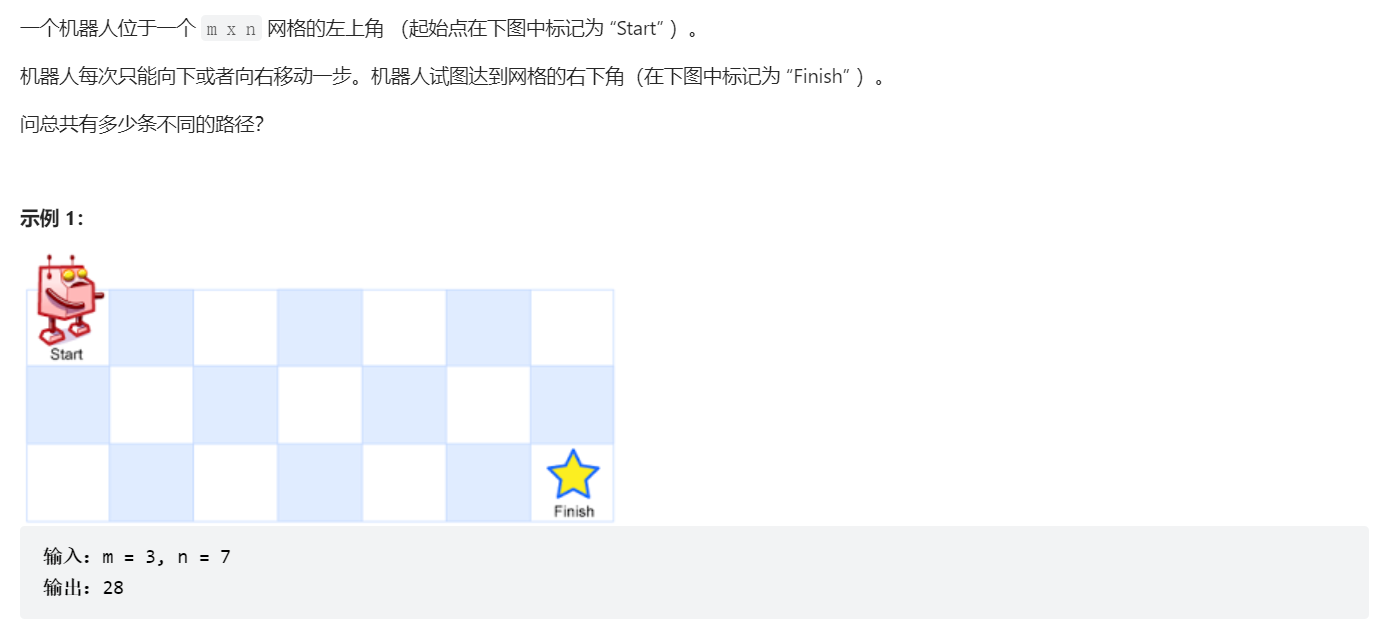 一个机器人位于一个 m x n 网格的左上角 （起始点在下图中标记为 “Start” ）。
机器人每次只能向下或者向右移动一步。机器人试图达到网格的右下角（在下图中标记为 “Finish” ）。
问总共有多少条不同的路径？
示例 1：
Start
Finish
输入：m = 3, n = 7
输出：28